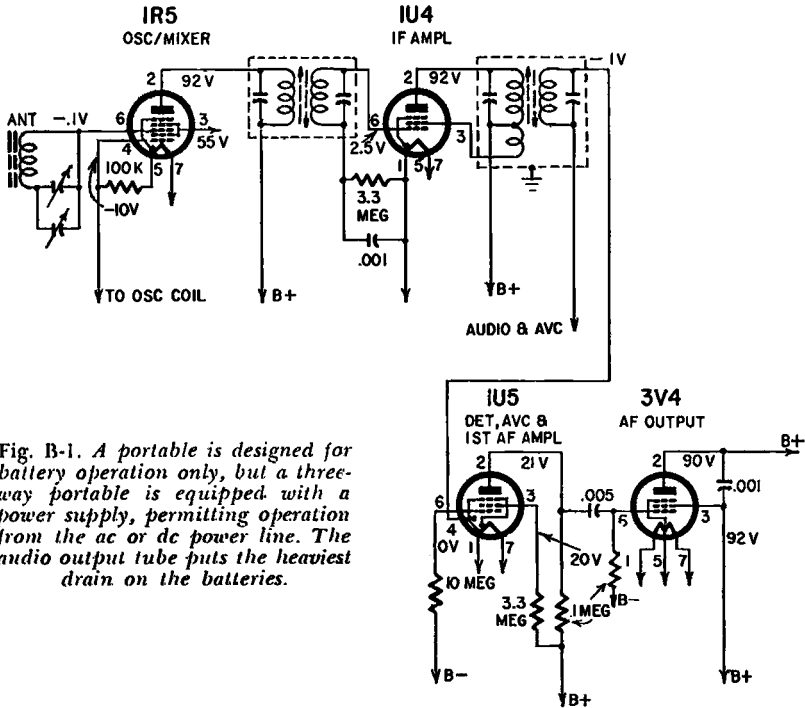 1R5
OSC/MIXER
1U4
IF AMPL
2
92V
ANT
-.1V
6
4
3
55V
100K
5
7
-10V
TO OSC COIL
B+
2
92V
6
2.5V
1
5
7
3
3.3
MEG
.001
-1V
B+
AUDIO & AVC
1U5
DET, AVC &
1ST AF AMPL
3V4
AF OUTPUT
2
21V
6
4
0V
1
7
3
20V
10 MEG
3.3
MEG
.1MEG
B-
B+
.005
2
90V
6
1
5
7
3
B+
.001
92V
B-
B+
Fig. B-1. A portable is designed for
battery operation only, but a three-
way portable is equipped with a
power supply, permitting operation
from the ac or dc power line. The
audio output tube puts the heaviest
drain on the batteries.